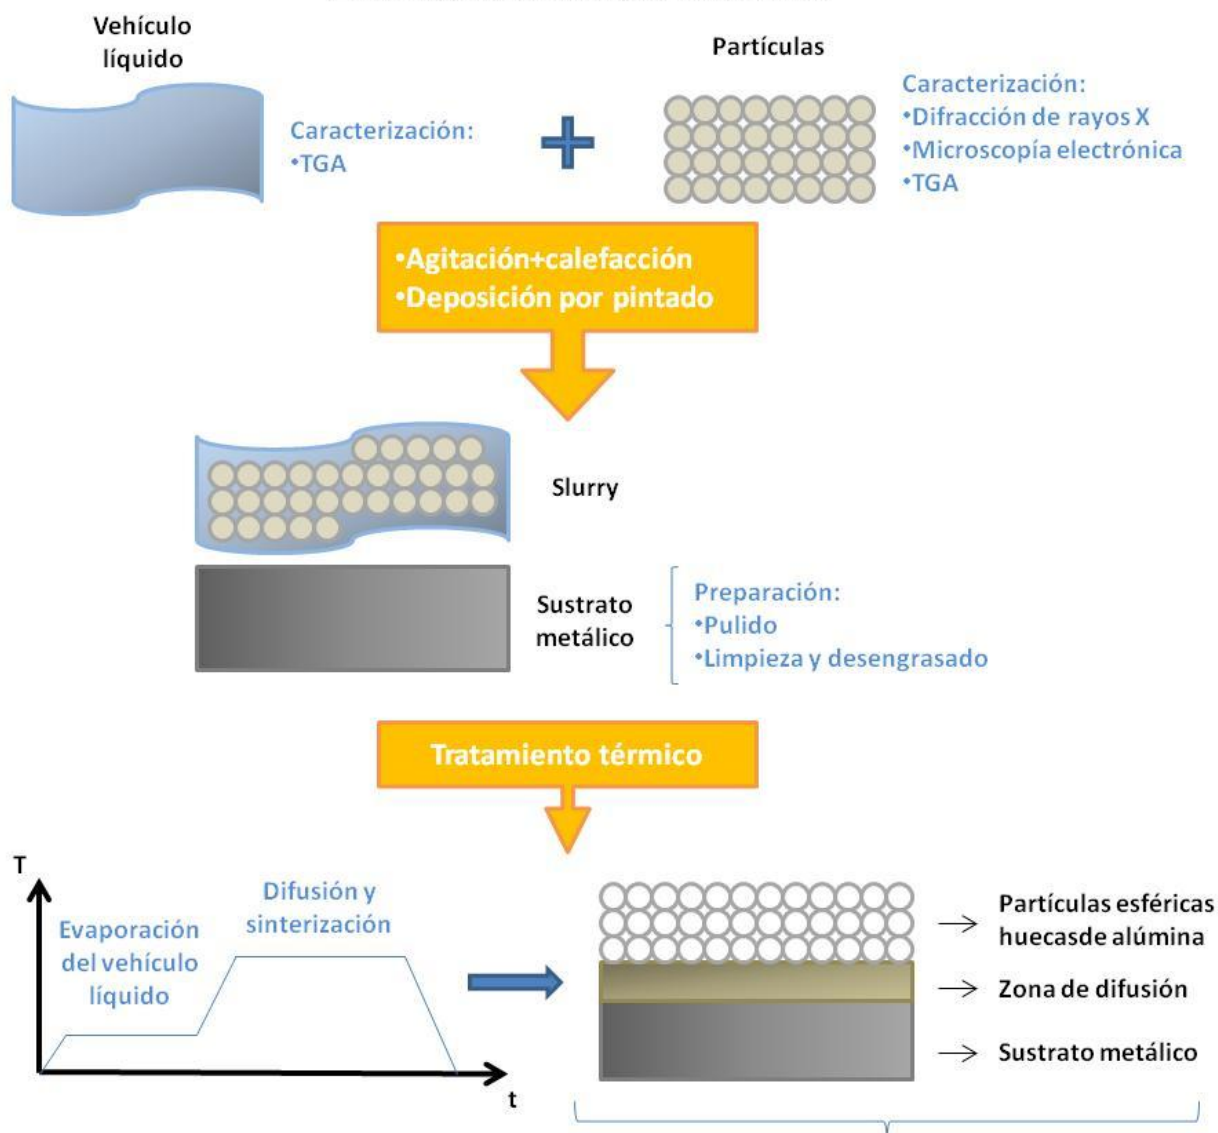 Vehículo
líquido
Partículas
Caracterización:
•TGA
Caracterización:
•Difracción de rayos X
•Microscopía electrónica
•TGA
•Agitación+calefacción
•Deposición por pintado
Slurry
Sustrato
metálico
Preparación:
•Pulido
•Limpieza y desengrasado
Tratamiento térmico
T
Evaporación
del vehículo
líquido
Difusión y
sinterización
t
Partículas esféricas
huecasde alúmina
Zona de difusión
Sustrato metálico